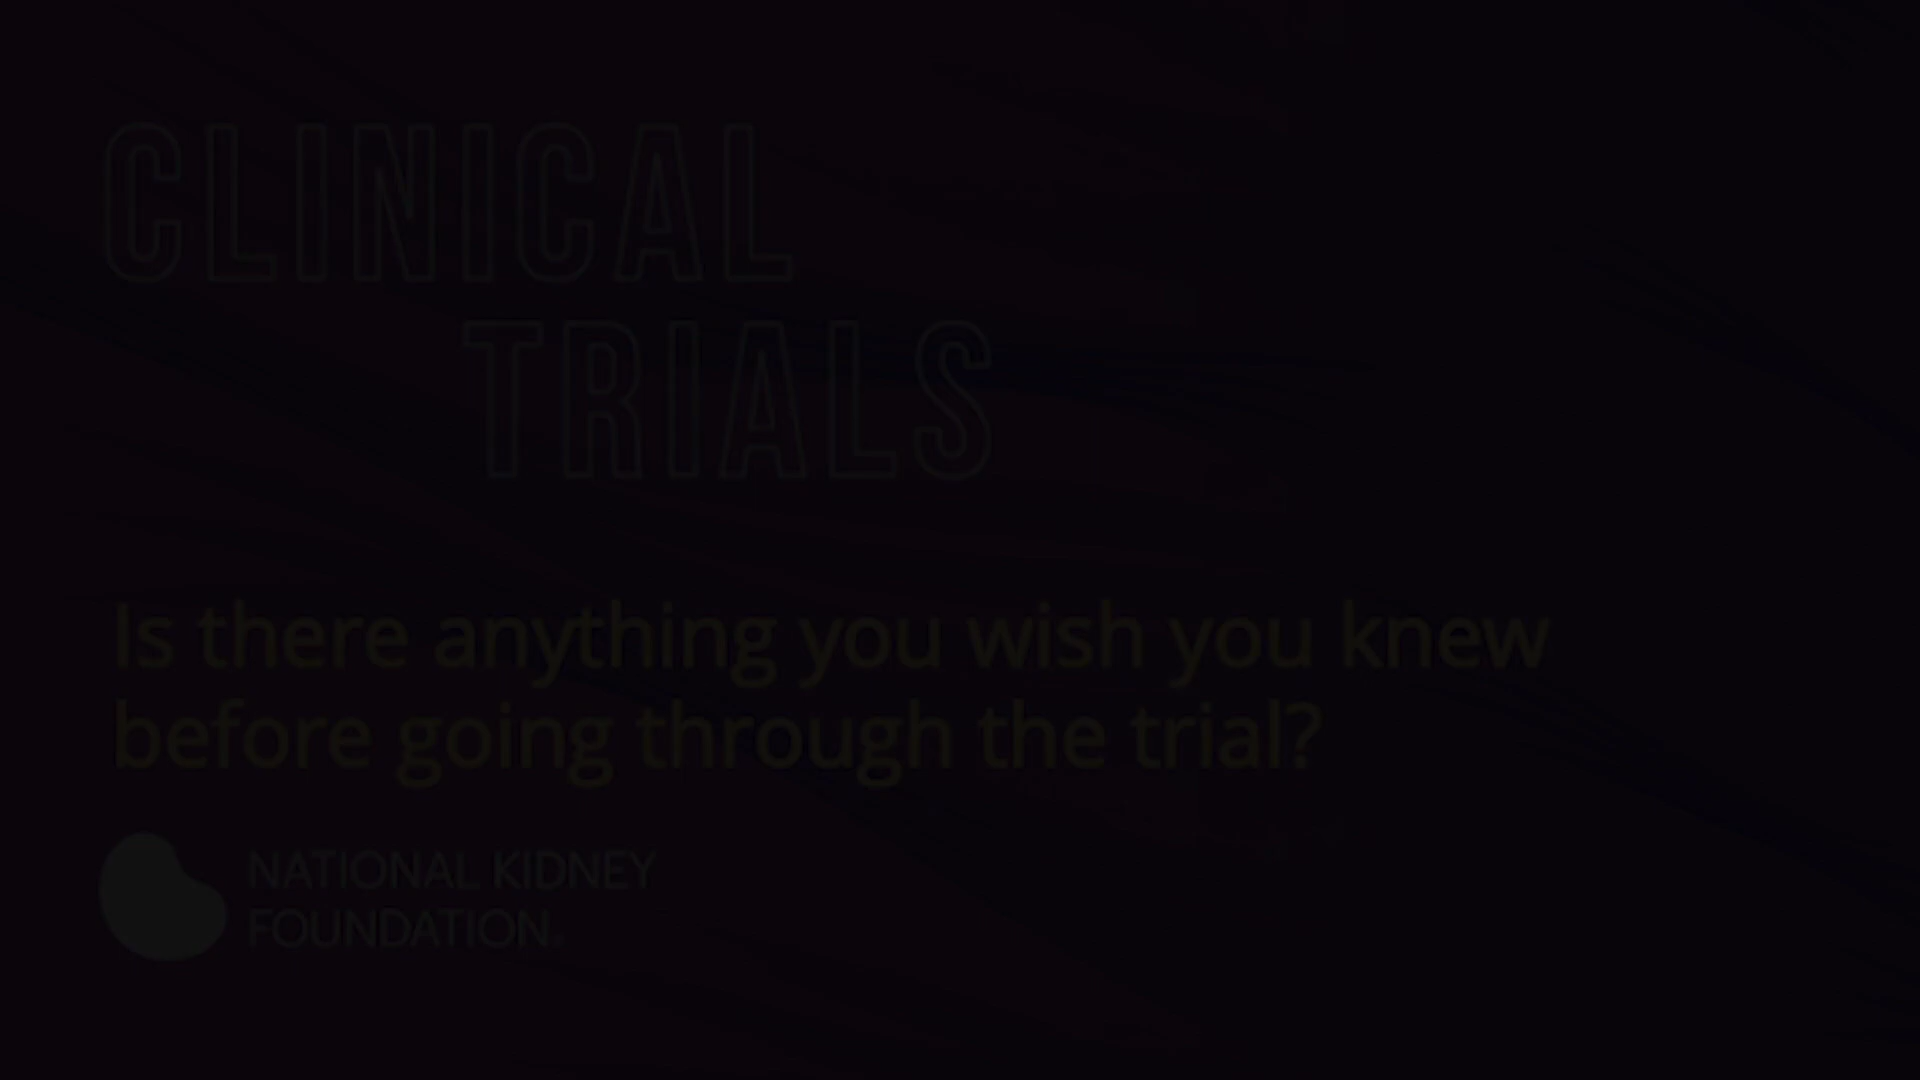 CLINICAL
TRIALS
Is there anything you wish you knew
before going through the trial?
NATIONAL KIDNEY
FOUNDATION.